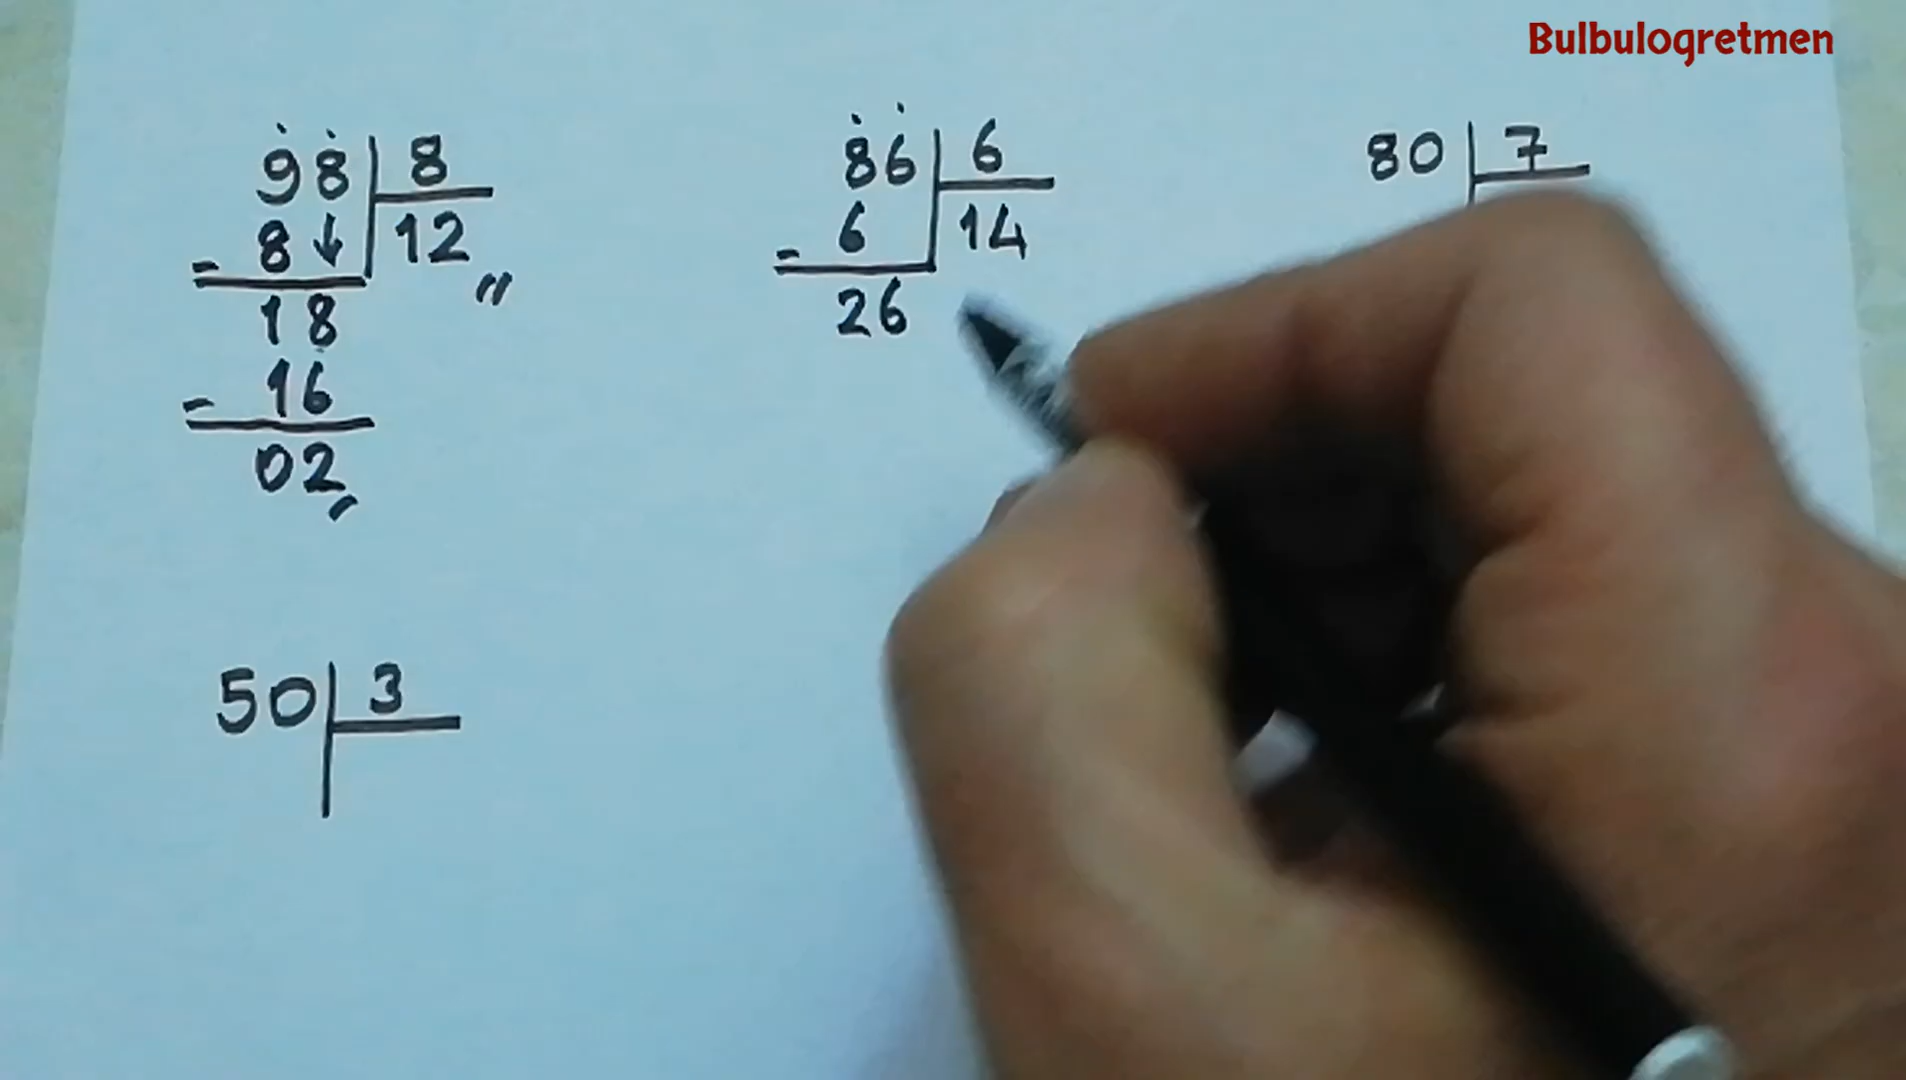 Bulbulogretmen
98 8
- 8 ↓ 12 〃
18
- 16
02
86 6
- 6 14
26
80 7
50 3